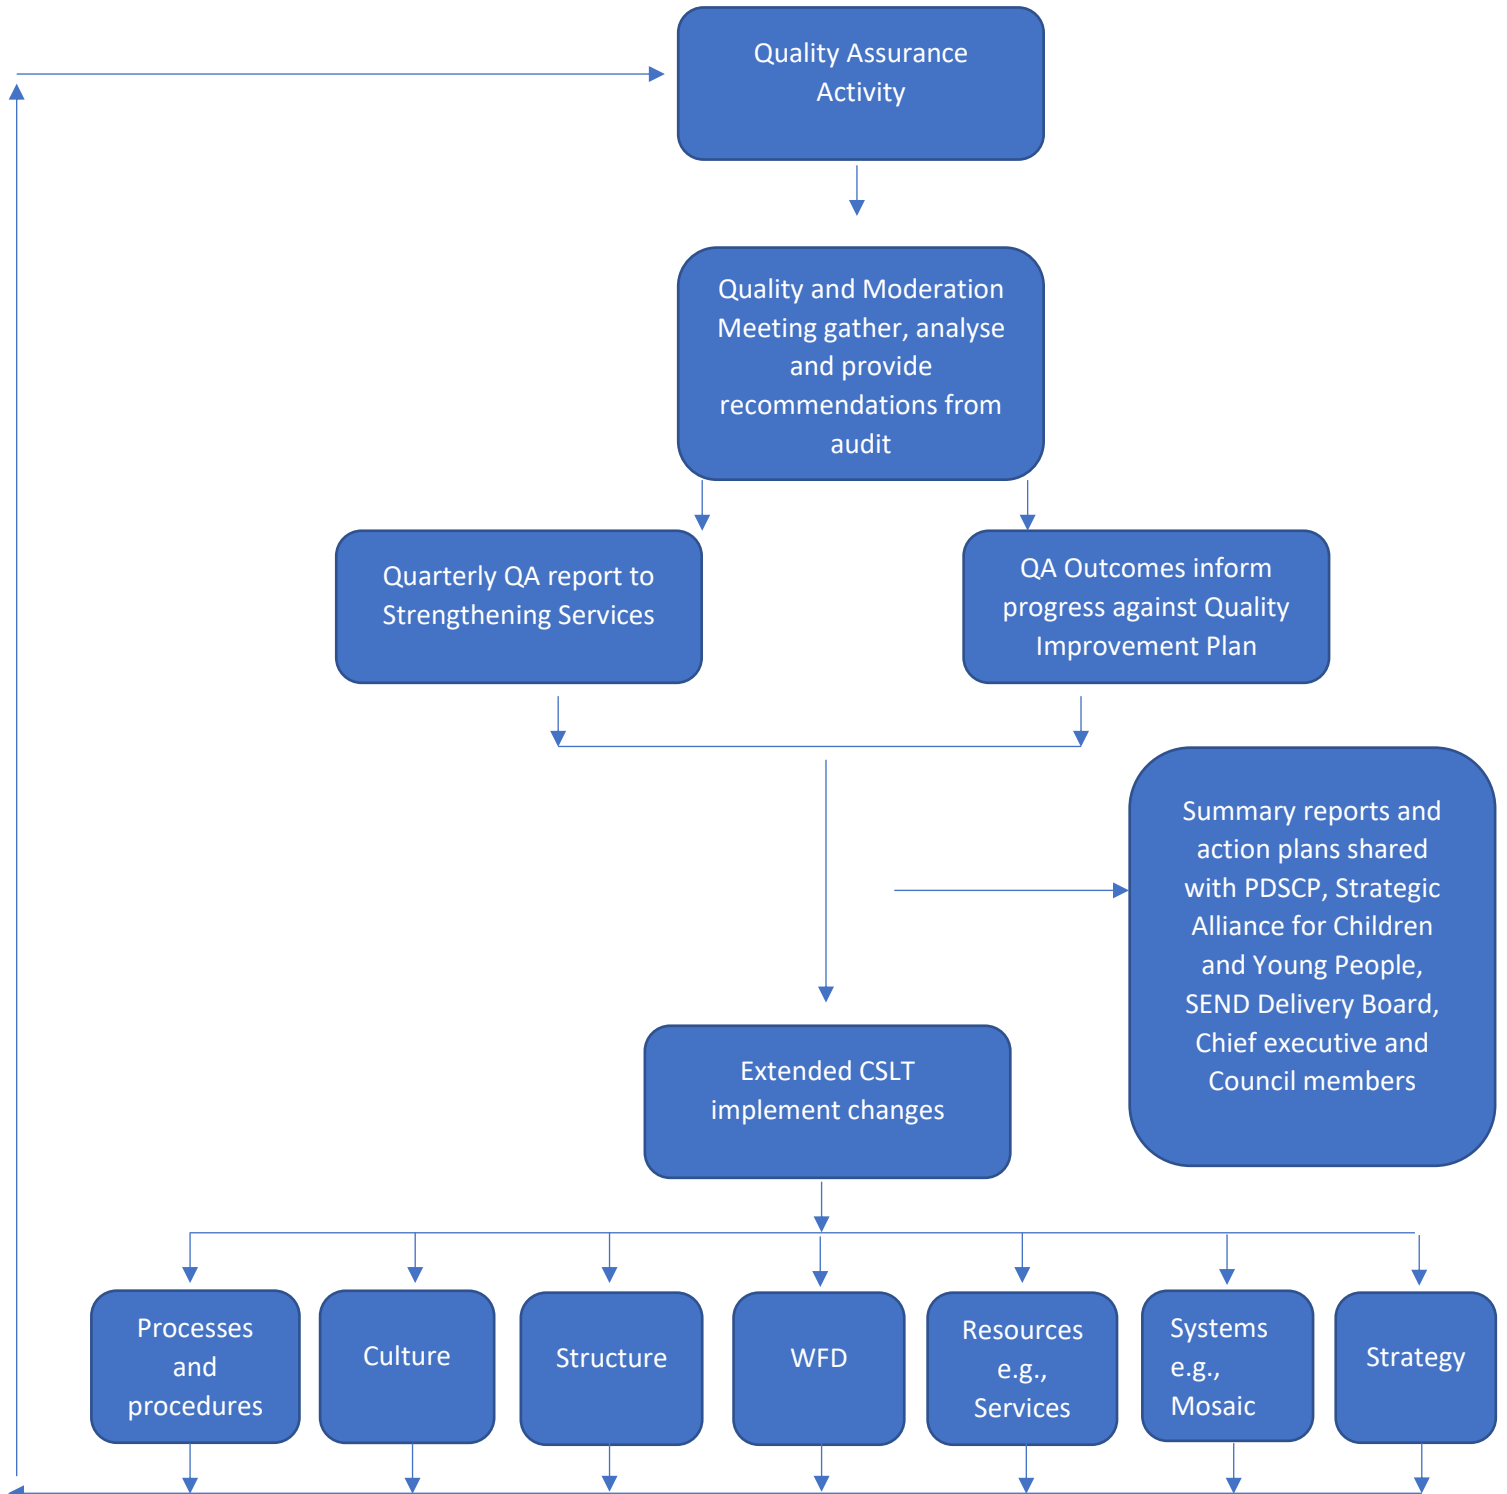 Quality Assurance
Activity
Quality and Moderation
Meeting gather, analyse
and provide
recommendations from
audit
Quarterly QA report to
Strengthening Services
QA Outcomes inform
progress against Quality
Improvement Plan
Summary reports and
action plans shared
with PDSCP, Strategic
Alliance for Children
and Young People,
SEND Delivery Board,
Chief executive and
Council members
Extended CSLT
implement changes
Processes
and
procedures
Culture
Structure
WFD
Resources
e.g.,
Services
Systems
e.g.,
Mosaic
Strategy